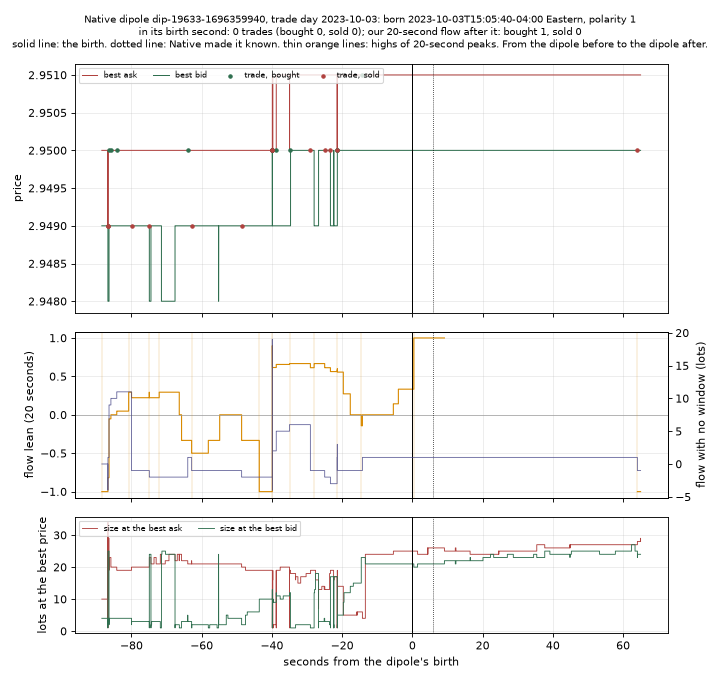 Native dipole dip-19633-1696359940, trade day 2023-10-03: born 2023-10-03T15:05:40-04:00 Eastern, polarity 1
in its birth second: 0 trades (bought 0, sold 0); our 20-second flow after it: bought 1, sold 0
solid line: the birth. dotted line: Native made it known. thin orange lines: highs of 20-second peaks. From the dipole before to the dipole after.
best ask best bid trade, bought trade, sold
2.9510
2.9505
2.9500
2.9495
2.9490
2.9485
2.9480
price
1.0
0.5
0.0
−0.5
−1.0
flow lean (20 seconds)
20
15
10
5
0
−5
flow with no window (lots)
size at the best ask size at the best bid
30
20
10
0
lots at the best price
−80 −60 −40 −20 0 20 40 60
seconds from the dipole's birth